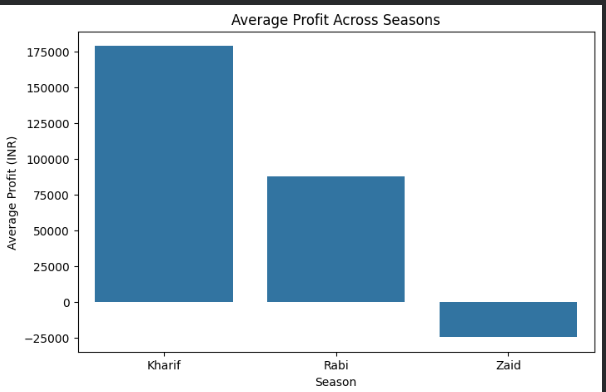 Average Profit Across Seasons
Average Profit (INR)
175000
150000
125000
100000
75000
50000
25000
0
−25000
Kharif
Rabi
Zaid
Season